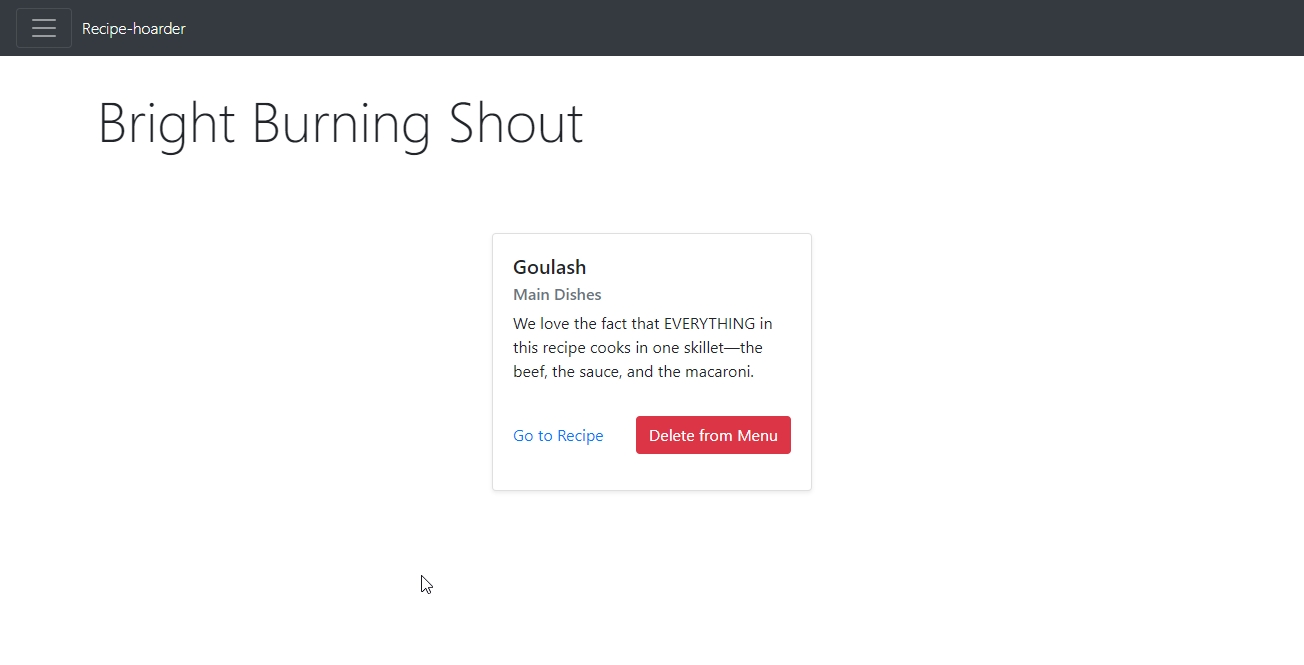 Recipe-hoarder
Bright Burning Shout
Goulash
Main Dishes
We love the fact that EVERYTHING in
this recipe cooks in one skillet—the
beef, the sauce, and the macaroni.
Go to Recipe
Delete from Menu